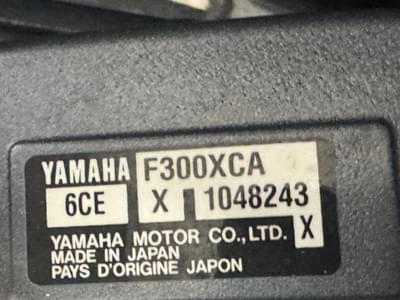 YAMAHA F300XCA
6CE X 1048243
YAMAHA MOTOR CO.,LTD. X
MADE IN JAPAN
PAYS D'ORIGINE JAPON